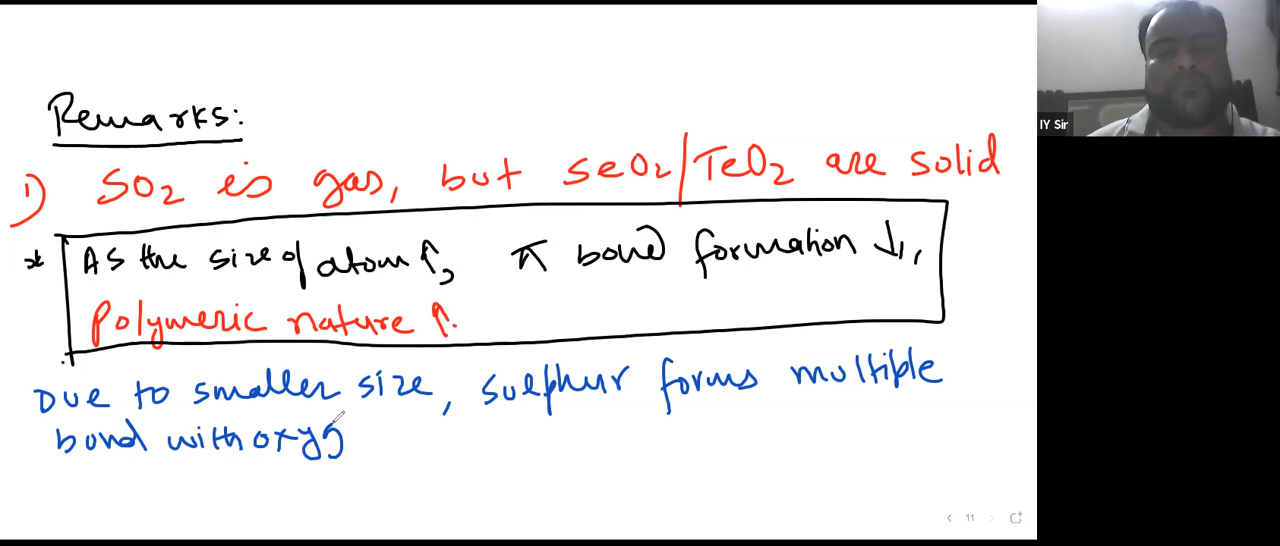 Remarks:
1) SO2 is gas, but SeO2/TeO2 are solid
* As the size of atom ↑, π bond formation ↓,
Polymeric nature ↑.
Due to smaller size, sulphur forms multiple
bond with oxyg
IY Sir
< 11 >